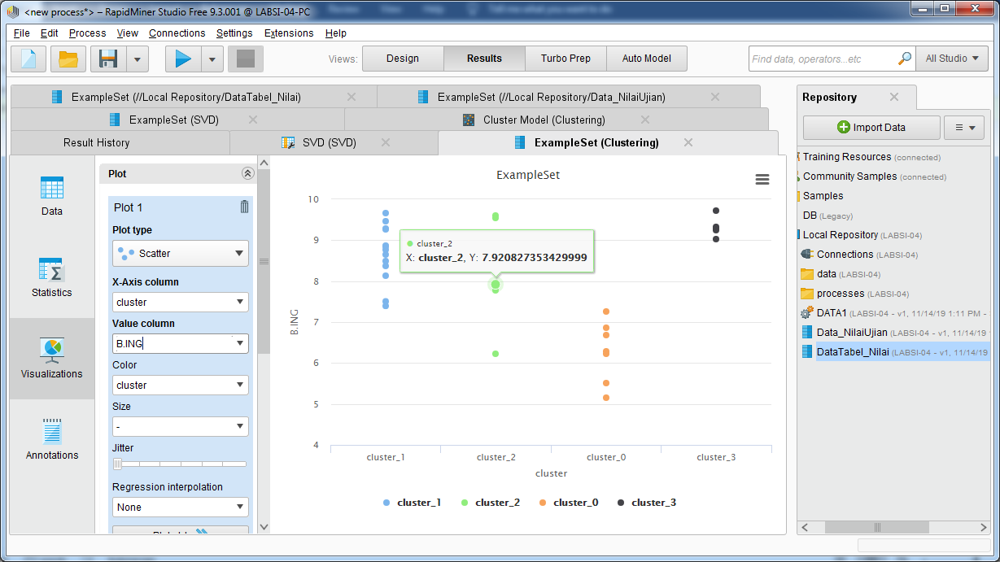 <new process*> – RapidMiner Studio Free 9.3.001 @ LABSI-04-PC
File Edit Process View Connections Settings Extensions Help
Views: Design Results Turbo Prep Auto Model Find data, operators...etc All Studio
ExampleSet (//Local Repository/DataTabel_Nilai) ExampleSet (//Local Repository/Data_NilaiUjian)
ExampleSet (SVD) Cluster Model (Clustering)
Result History SVD (SVD) ExampleSet (Clustering)
Data
Statistics
Visualizations
Annotations
Plot
Plot 1
Plot type
Scatter
X-Axis column
cluster
Value column
B.ING
Color
cluster
Size
-
Jitter
Regression interpolation
None
ExampleSet
10
9
8
7
6
5
4
B.ING
cluster_2
X: cluster_2, Y: 7.920827353429999
cluster_1 cluster_2 cluster_0 cluster_3
cluster
cluster_1 cluster_2 cluster_0 cluster_3
Repository
Import Data
Training Resources (connected)
Community Samples (connected)
Samples
DB (Legacy)
Local Repository (LABSI-04)
Connections (LABSI-04)
data (LABSI-04)
processes (LABSI-04)
DATA1 (LABSI-04 - v1, 11/14/19 1:11 PM -
Data_NilaiUjian (LABSI-04 - v1, 11/14/19
DataTabel_Nilai (LABSI-04 - v1, 11/14/19